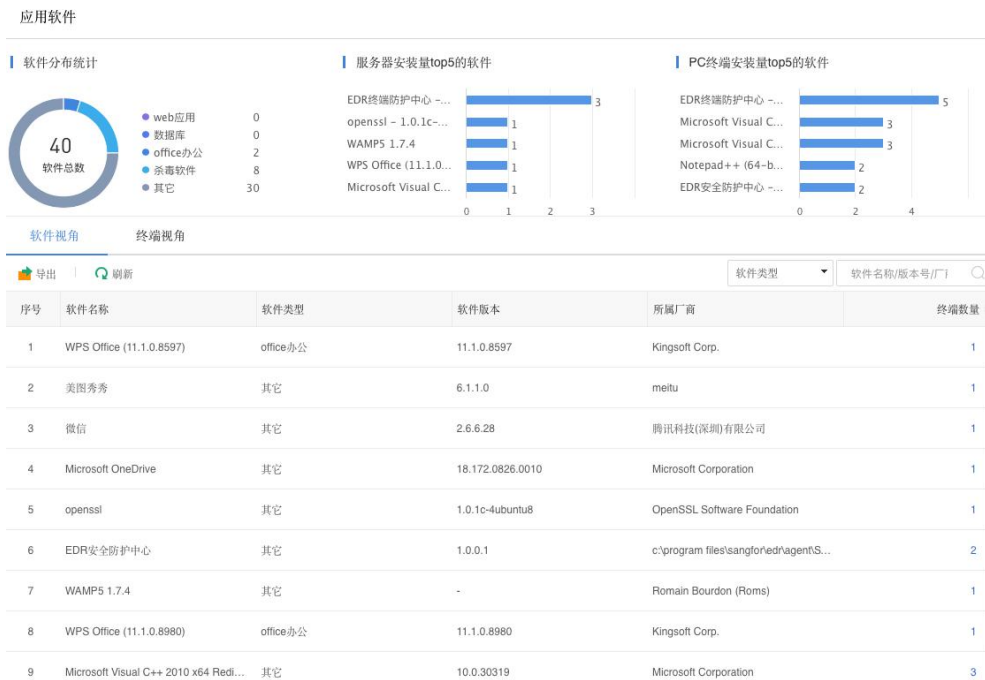 应用软件
软件分布统计
40
软件总数
web应用 0
数据库 0
office办公 2
杀毒软件 8
其它 30
服务器安装量top5的软件
EDR终端防护中心 -... 3
openssl - 1.0.1c-... 1
WAMP5 1.7.4 1
WPS Office (11.1.0... 1
Microsoft Visual C... 1
0 1 2 3
PC终端安装量top5的软件
EDR终端防护中心 -... 5
Microsoft Visual C... 3
Microsoft Visual C... 3
Notepad++ (64-b... 2
EDR安全防护中心 -... 2
0 2 4
软件视角 终端视角
导出 刷新 软件类型 软件名称/版本号/厂
序号 软件名称 软件类型 软件版本 所属厂商 终端数量
1 WPS Office (11.1.0.8597) office办公 11.1.0.8597 Kingsoft Corp. 1
2 美图秀秀 其它 6.1.1.0 meitu 1
3 微信 其它 2.6.6.28 腾讯科技(深圳)有限公司 1
4 Microsoft OneDrive 其它 18.172.0826.0010 Microsoft Corporation 1
5 openssl 其它 1.0.1c-4ubuntu8 OpenSSL Software Foundation 1
6 EDR安全防护中心 其它 1.0.0.1 c:\program files\sangfor\edr\agent\S... 2
7 WAMP5 1.7.4 其它 - Romain Bourdon (Roms) 1
8 WPS Office (11.1.0.8980) office办公 11.1.0.8980 Kingsoft Corp. 1
9 Microsoft Visual C++ 2010 x64 Redi... 其它 10.0.30319 Microsoft Corporation 3